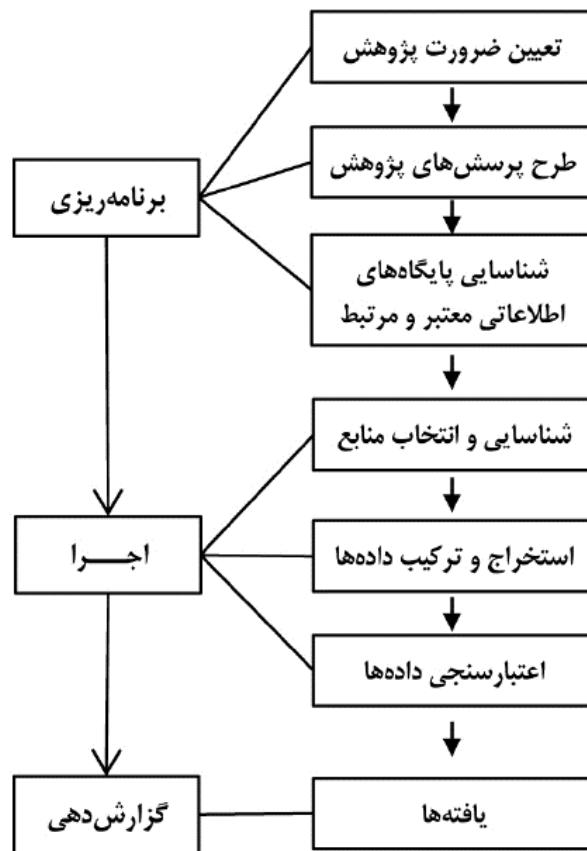 تعیین ضرورت پژوهش
طرح پرسش‌های پژوهش
برنامه‌ریزی
شناسایی پایگاه‌های
اطلاعاتی معتبر و مرتبط
شناسایی و انتخاب منابع
اجـــــرا
استخراج و ترکیب داده‌ها
اعتبارسنجی داده‌ها
یافته‌ها
گزارش‌دهی